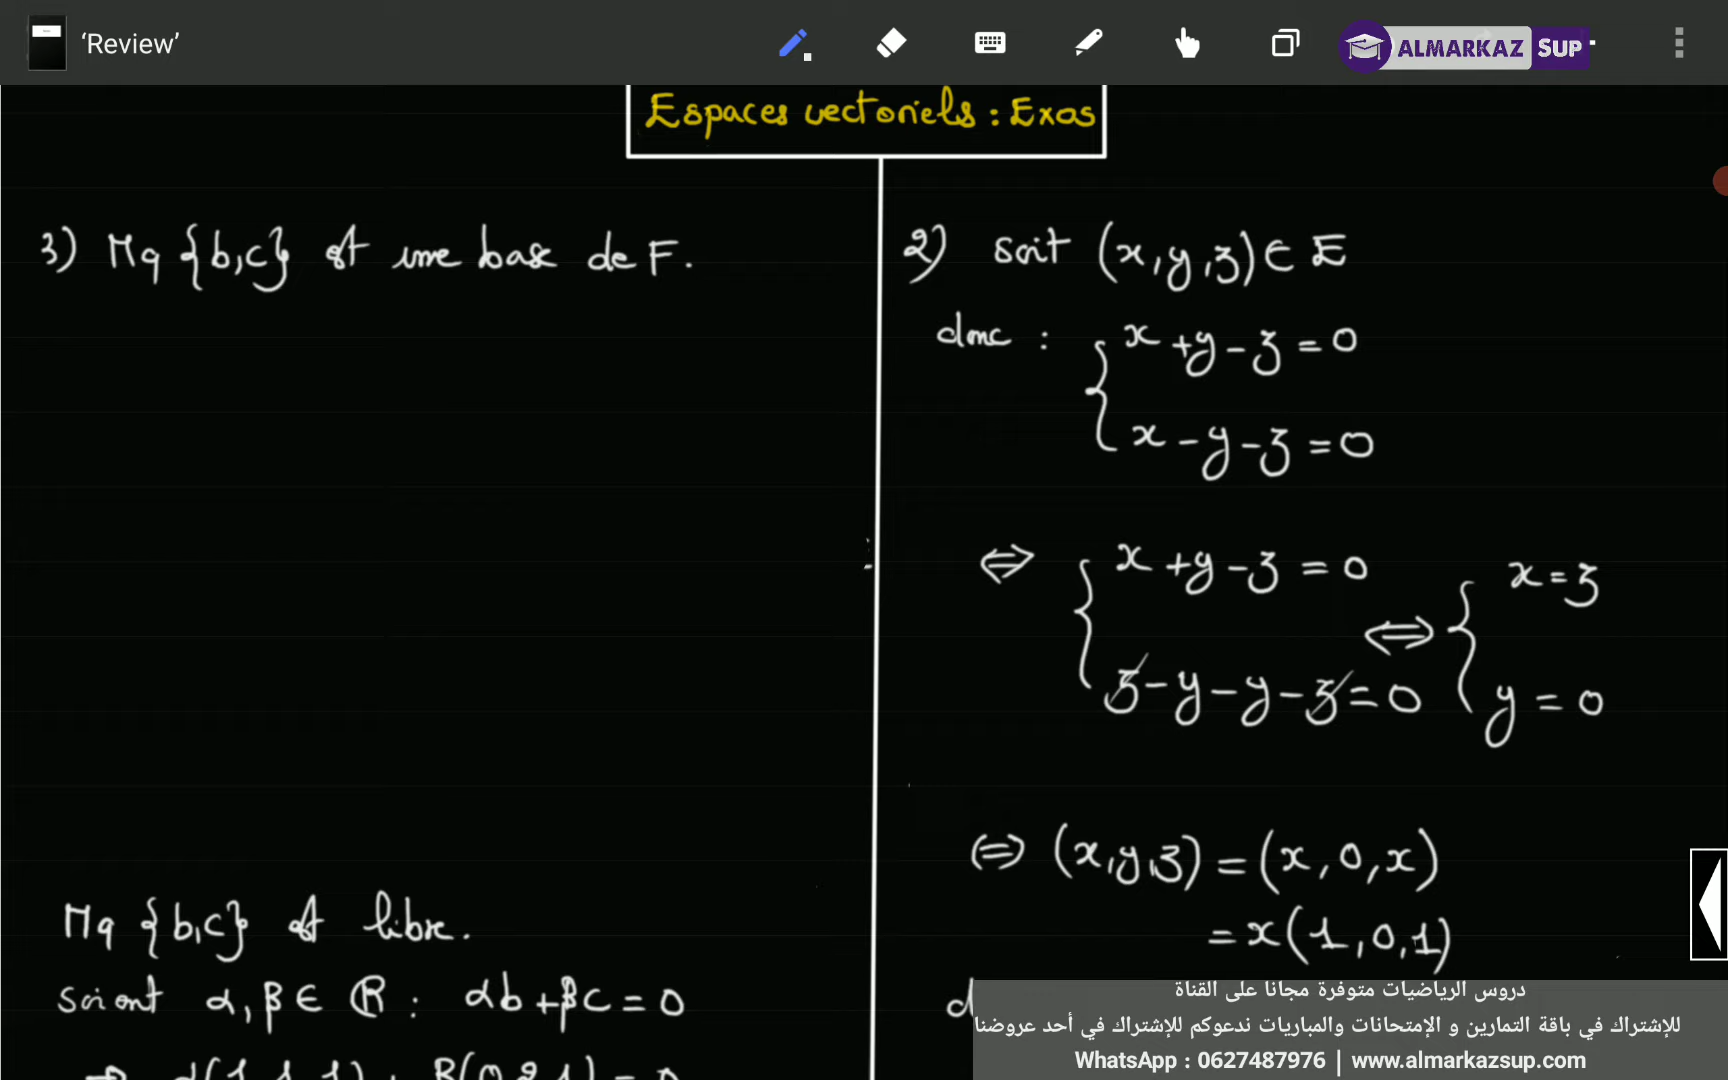 ‘Review’
ALMARKAZ SUP
Espaces vectoriels : Exos
3) Mq {b,c} est une base de F.
Mq {b,c} est libre.
soient α, β ∈ ℝ : αb + βc = 0
2) soit (x, y, z) ∈ E
donc : { x + y - z = 0
x - y - z = 0
⇔ { x + y - z = 0
z - y - y - z = 0
⇔ { x = z
y = 0
⇔ (x, y, z) = (x, 0, x)
= x(1, 0, 1)
d
دروس الرياضيات متوفرة مجانا على القناة
للإشتراك في باقة التمارين و الإمتحانات والمباريات ندعوكم للإشتراك في أحد عروضنا
WhatsApp : 0627487976 | www.almarkazsup.com